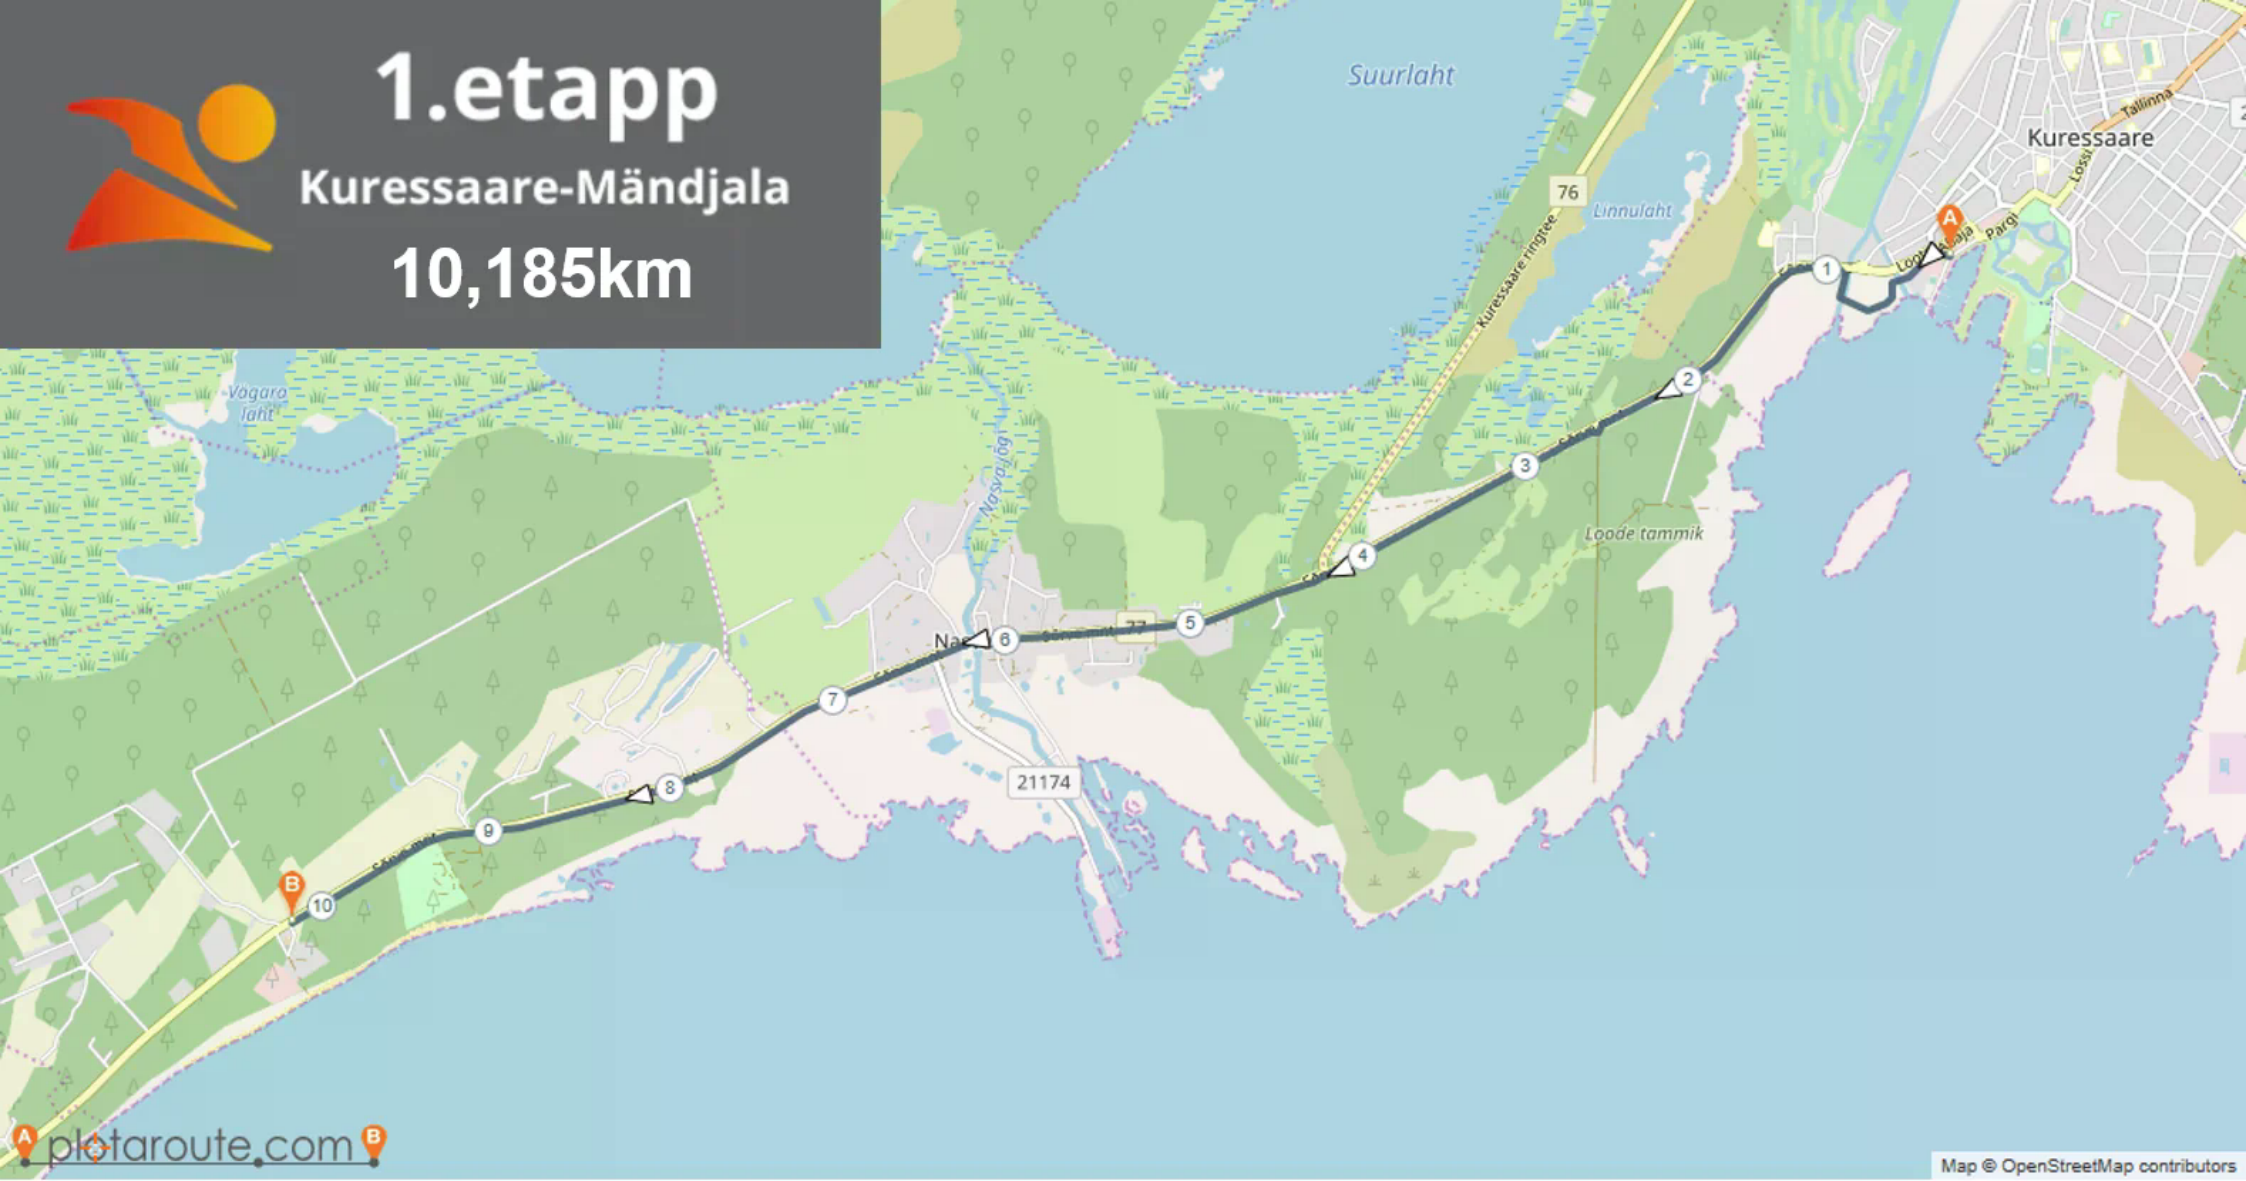 1.etapp
Kuressaare-Mändjala
10,185km
Suurlaht
Kuressaare
Tallinna
Lossi
Pargi
A
76
Linnulaht
Kuressaare ringtee
1
2
Vägara
laht
Nasva jõgi
3
Loode tammik
4
5
77
Sõrve mnt
6
7
21174
8
9
B
10
A
plotaroute.com
B
Map © OpenStreetMap contributors